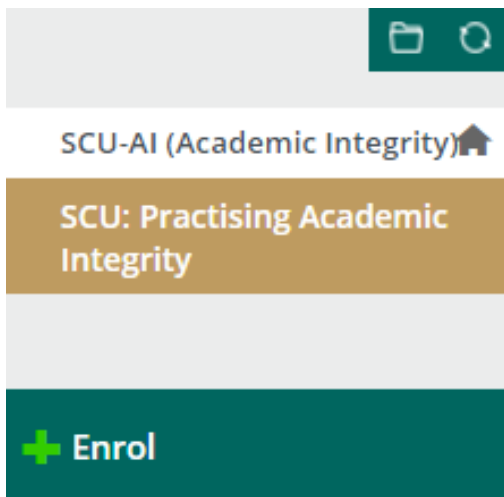 SCU-AI (Academic Integrity)
SCU: Practising Academic
Integrity
Enrol